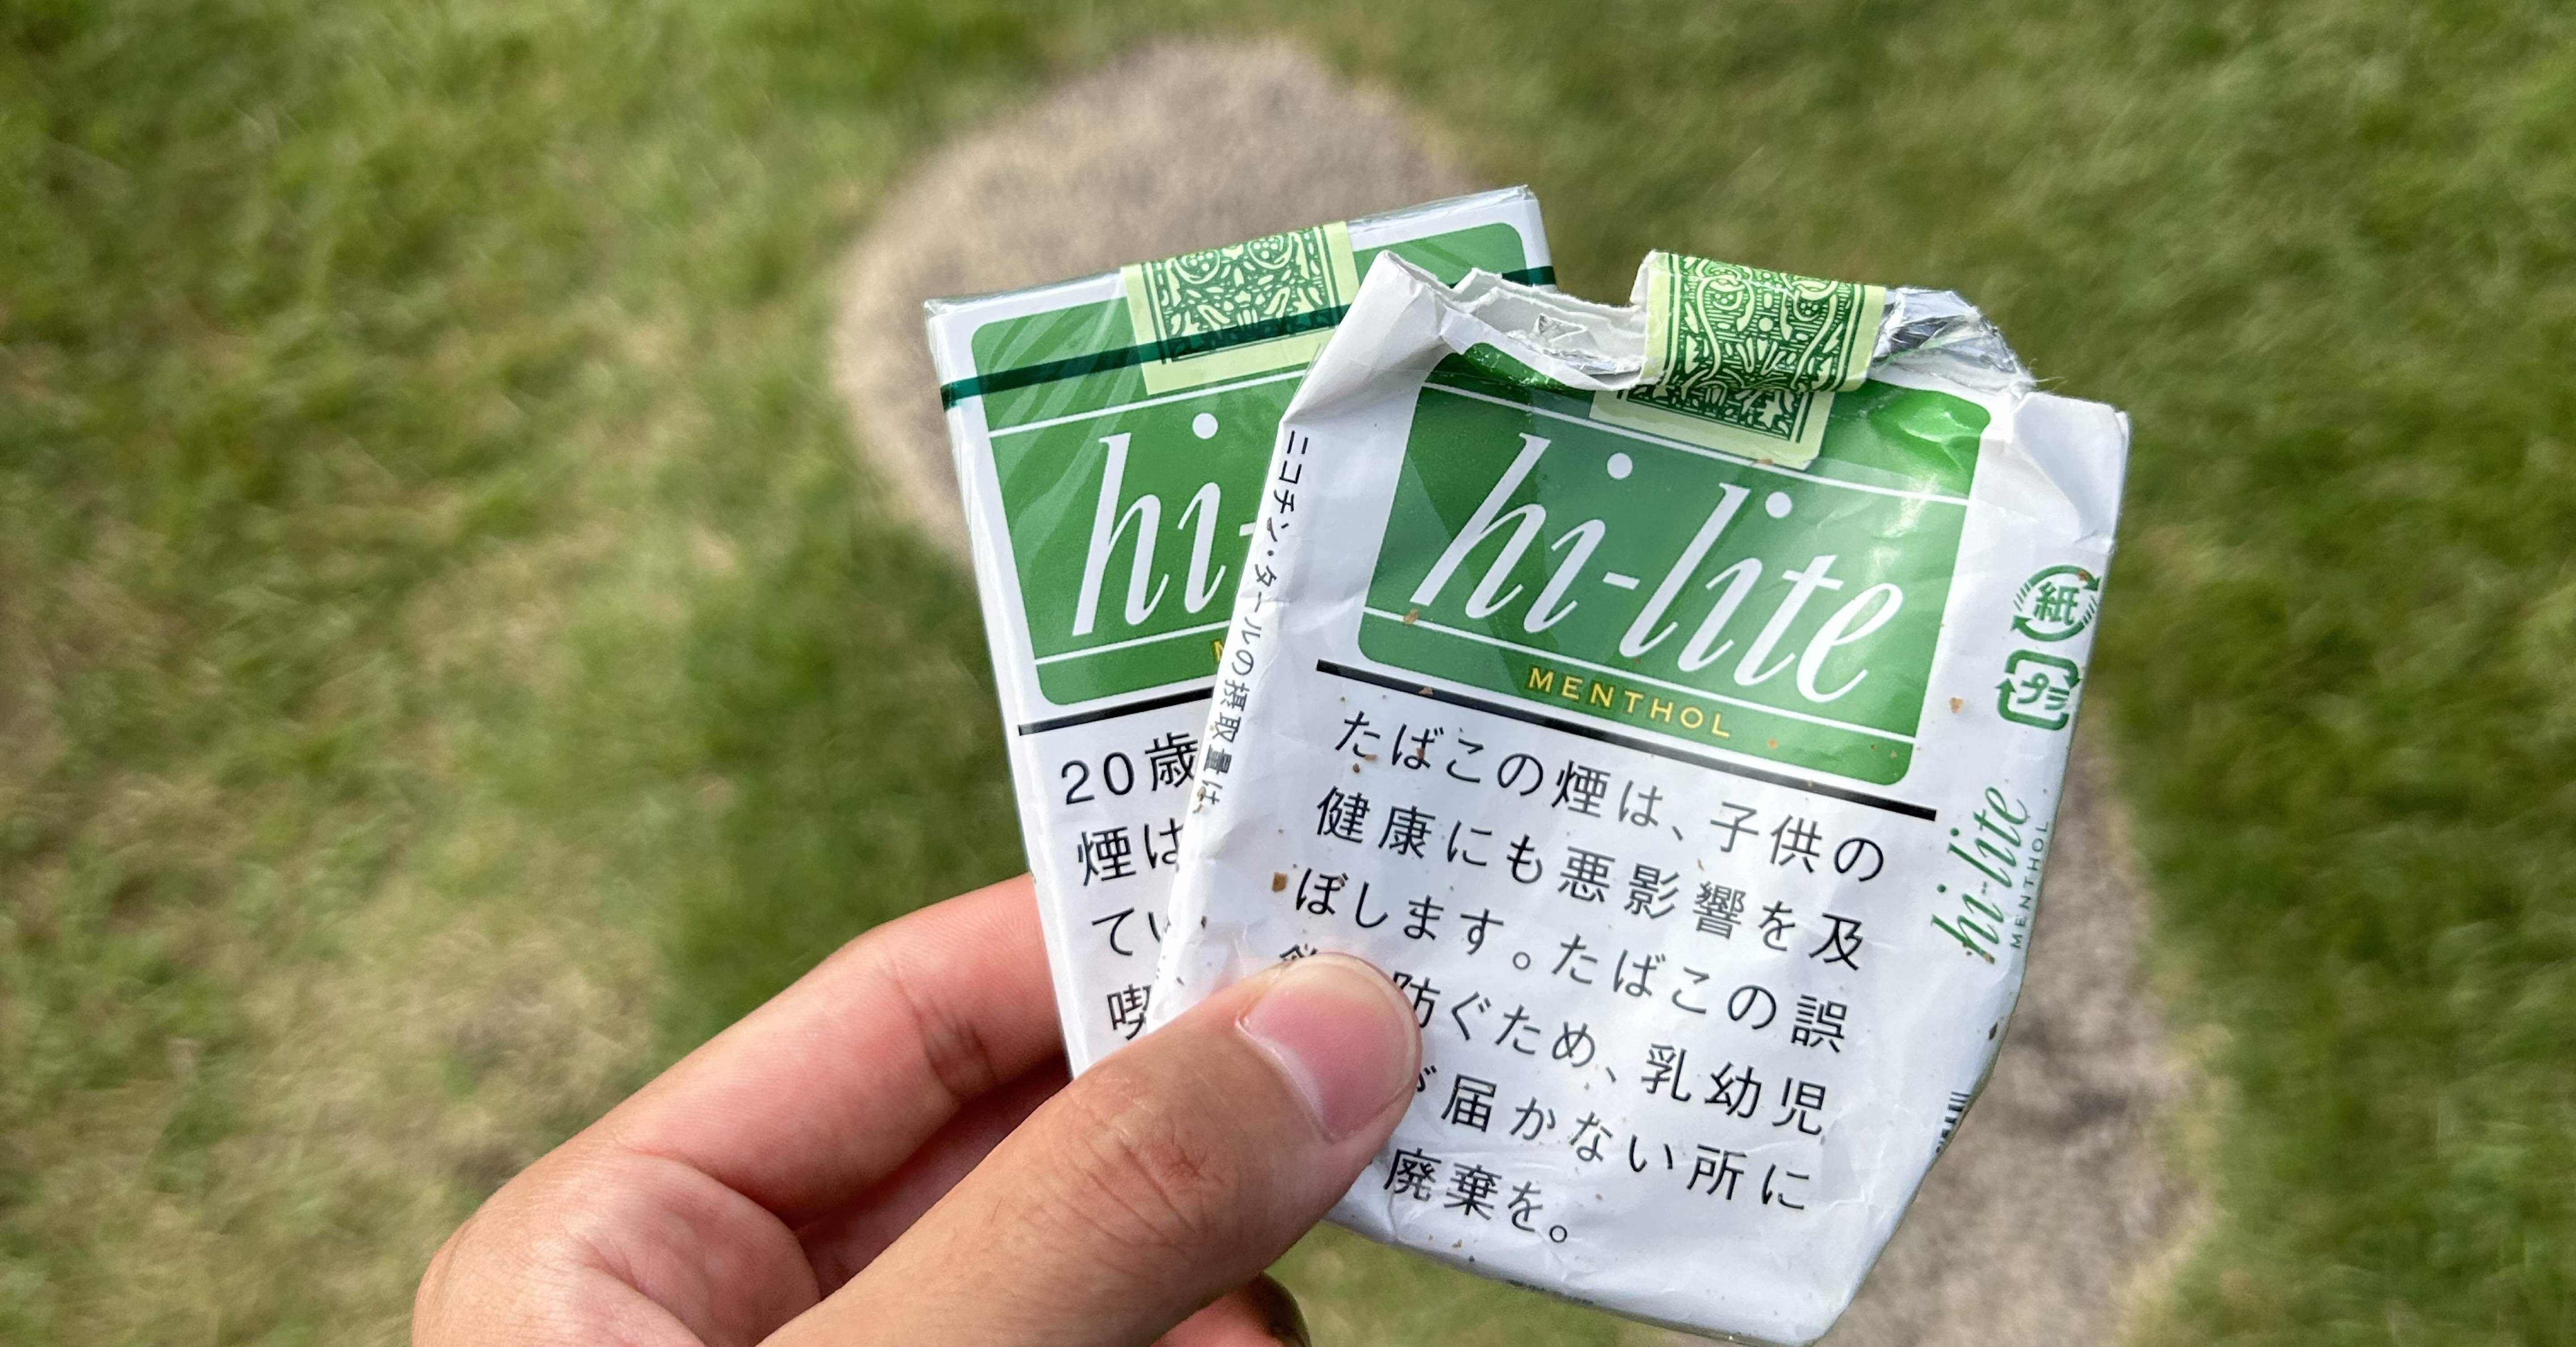 hi-
20歳
煙は
てい
喫
ニコチン・タールの摂取量は、
hi-lite
MENTHOL
たばこの煙は、子供の
健康にも悪影響を及
ぼします。たばこの誤
防ぐため、乳幼児
が届かない所に
廃棄を。
紙
プラ
hi-lite
MENTHOL